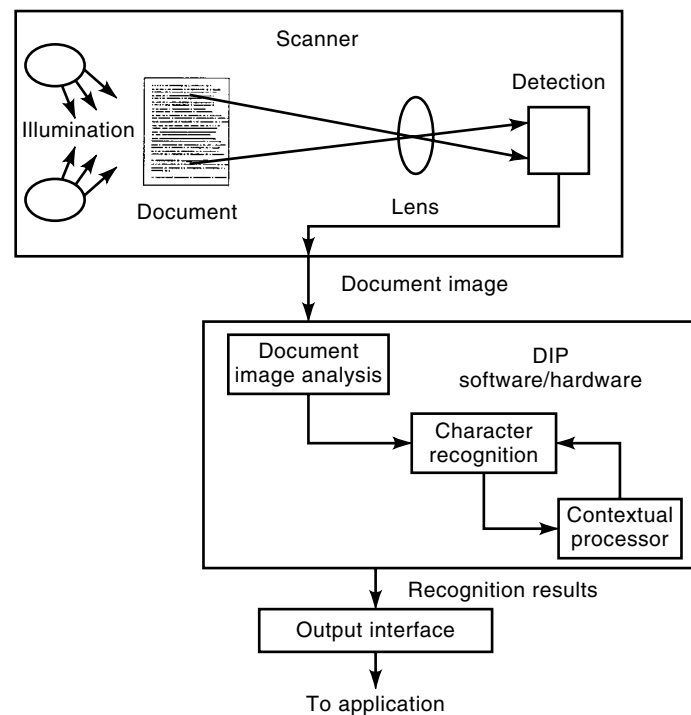 Scanner
Detection
Illumination
Document
Lens
Document image
Document
image analysis
DIP
software/hardware
Character
recognition
Contextual
processor
Recognition results
Output interface
To application